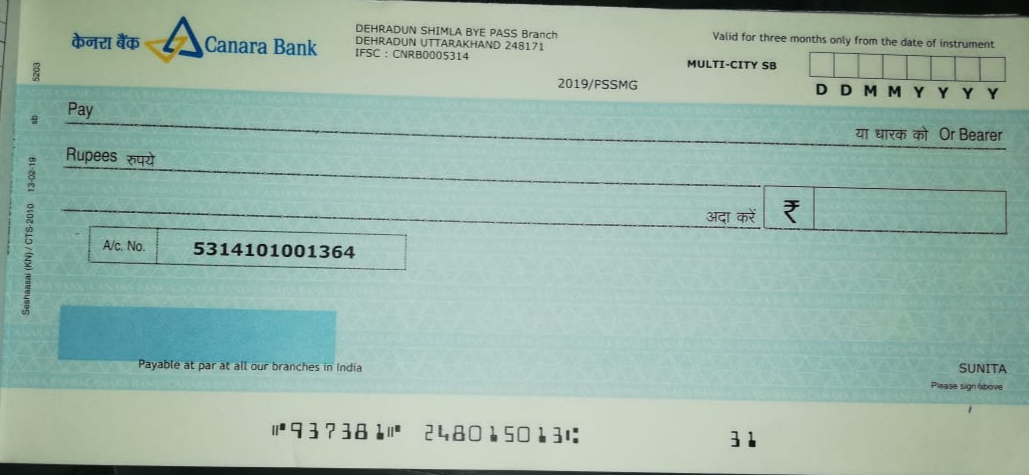 केनरा बैंक Canara Bank
DEHRADUN SHIMLA BYE PASS Branch
DEHRADUN UTTARAKHAND 248171
IFSC : CNRB0005314
2019/PSSMG
Valid for three months only from the date of instrument
MULTI-CITY SB
D D M M Y Y Y Y
Pay
या धारक को Or Bearer
Rupees रुपये
अदा करें ₹
A/c. No. 5314101001364
Payable at par at all our branches in India
SUNITA
Please sign above
⑈937381⑈ 248015013⑆ 31
Seshaasai (KN) / CTS-2010 13-02-19 sb 5203